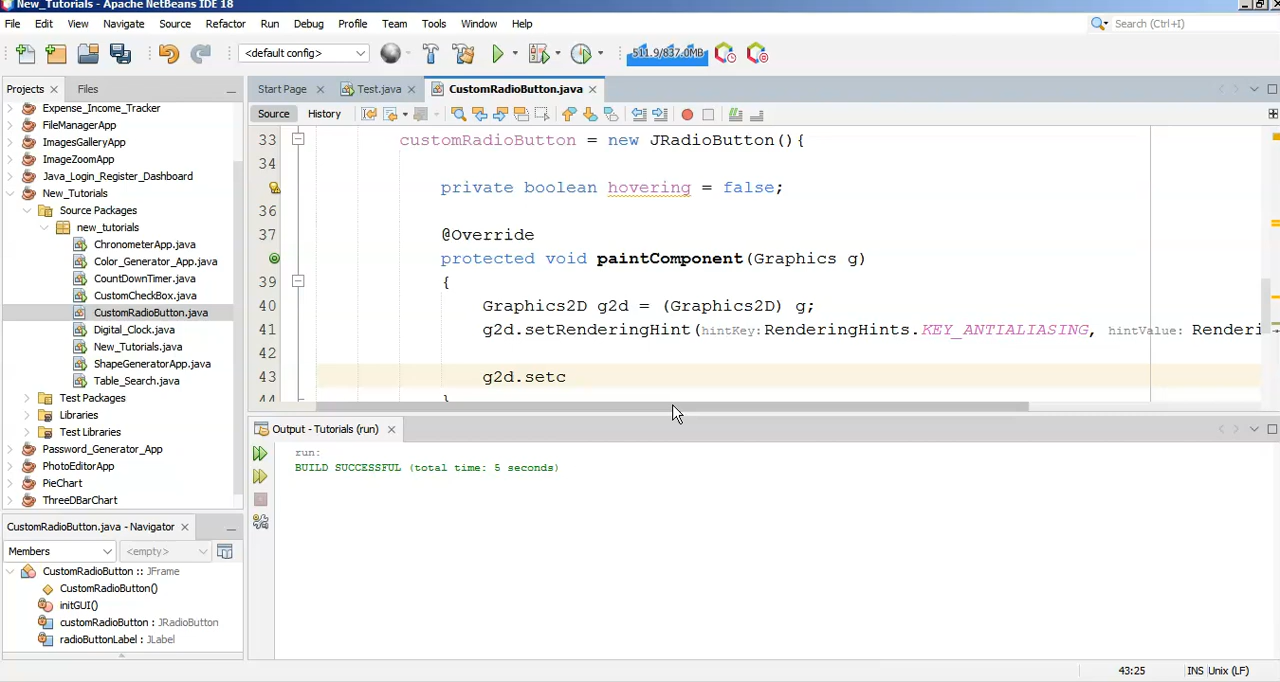 New_Tutorials - Apache NetBeans IDE 18
File Edit View Navigate Source Refactor Run Debug Profile Team Tools Window Help
Search (Ctrl+I)
<default config>
511.9/837.0MB
Projects
Files
Start Page
Test.java
CustomRadioButton.java
Source
History
Expense_Income_Tracker
FileManagerApp
ImagesGalleryApp
ImageZoomApp
Java_Login_Register_Dashboard
New_Tutorials
Source Packages
new_tutorials
ChronometerApp.java
Color_Generator_App.java
CountDownTimer.java
CustomCheckBox.java
CustomRadioButton.java
Digital_Clock.java
New_Tutorials.java
ShapeGeneratorApp.java
Table_Search.java
Test Packages
Libraries
Test Libraries
Password_Generator_App
PhotoEditorApp
PieChart
ThreeDBarChart
33 customRadioButton = new JRadioButton(){
34
private boolean hovering = false;
36
37 @Override
protected void paintComponent(Graphics g)
39 {
40 Graphics2D g2d = (Graphics2D) g;
41 g2d.setRenderingHint(hintKey:RenderingHints.KEY_ANTIALIASING, hintValue: Renderi
42
43 g2d.setc
44 }
Output - Tutorials (run)
run:
BUILD SUCCESSFUL (total time: 5 seconds)
CustomRadioButton.java - Navigator
Members
<empty>
CustomRadioButton :: JFrame
CustomRadioButton()
initGUI()
customRadioButton : JRadioButton
radioButtonLabel : JLabel
43:25
INS Unix (LF)